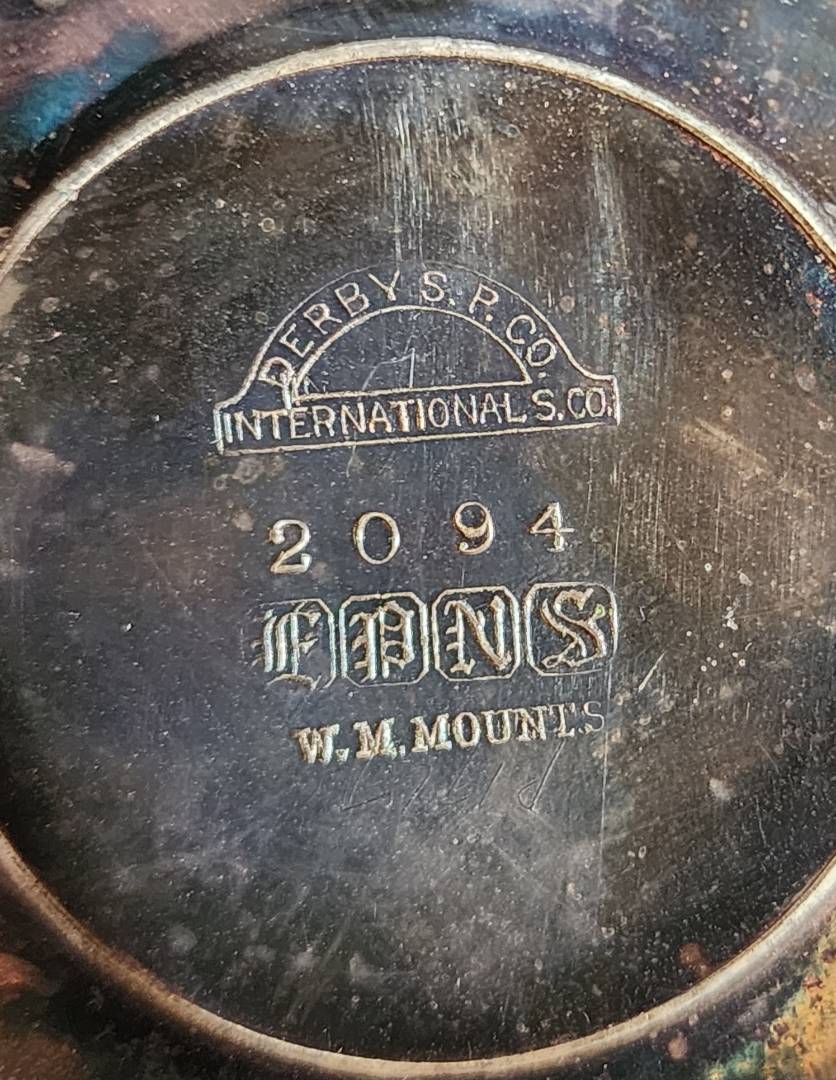 DERBY S. P. CO.
INTERNATIONAL S. CO.
2094
EPNS
W. M. MOUNTS